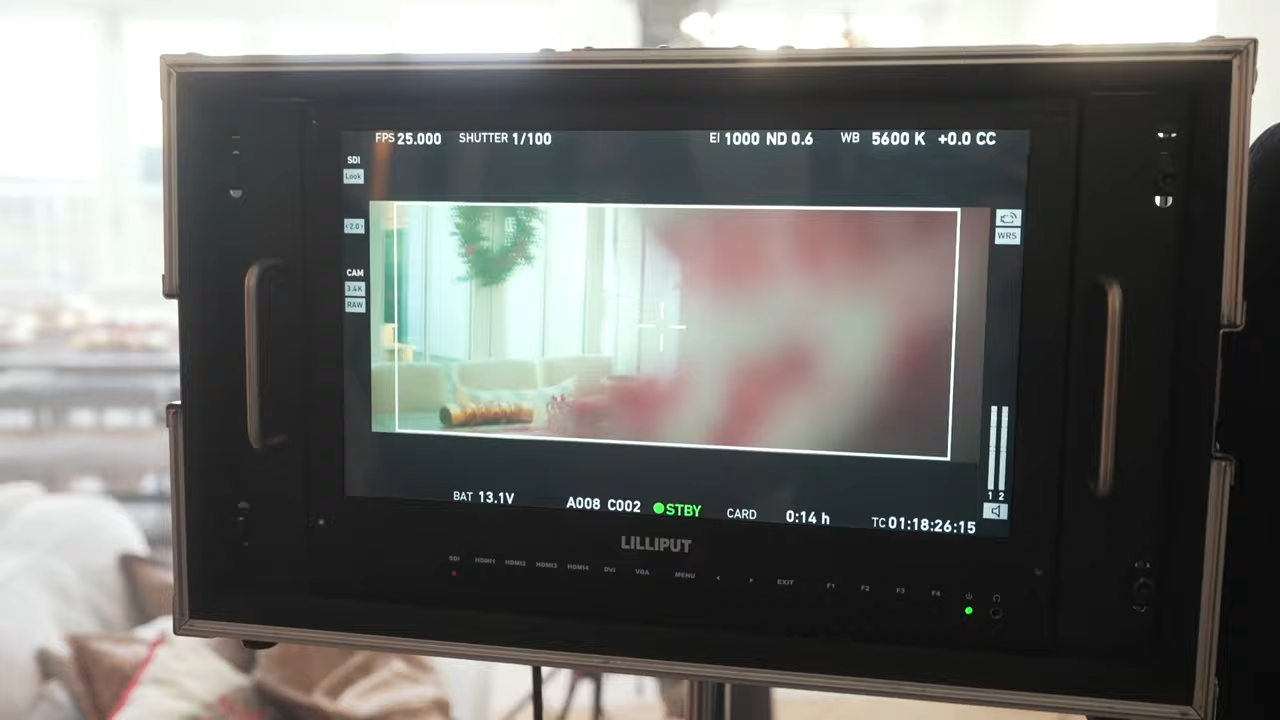 FPS 25.000 SHUTTER 1/100 EI 1000 ND 0.6 WB 5600 K +0.0 CC
SDI
Look
2.0
CAM
3.4K
RAW
WRS
1 2
BAT 13.1V A008 C002 STBY CARD 0:14 h TC 01:18:26:15
LILLIPUT
SDI HDMI1 HDMI2 HDMI3 HDMI4 DVI VGA MENU EXIT F1 F2 F3 F4